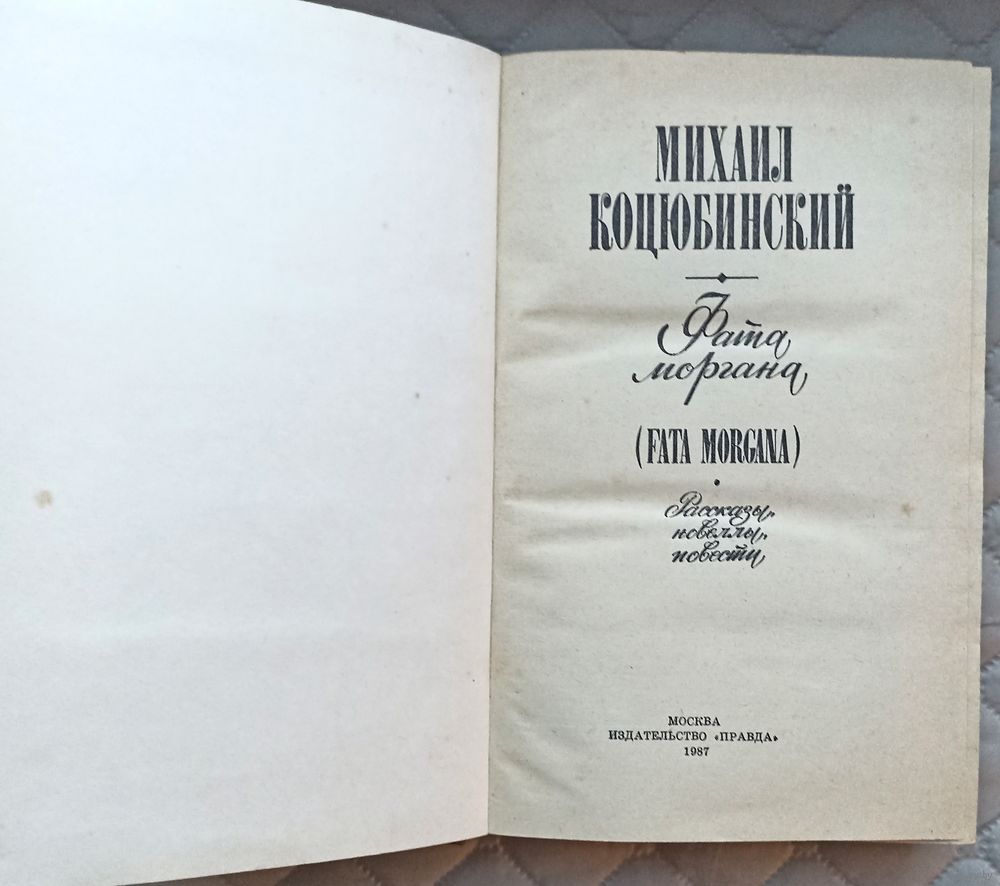 МИХАИЛ
КОЦЮБИНСКИЙ
Фата
моргана
(FATA MORGANA)
Рассказы,
новеллы,
повести
МОСКВА
ИЗДАТЕЛЬСТВО «ПРАВДА»
1987